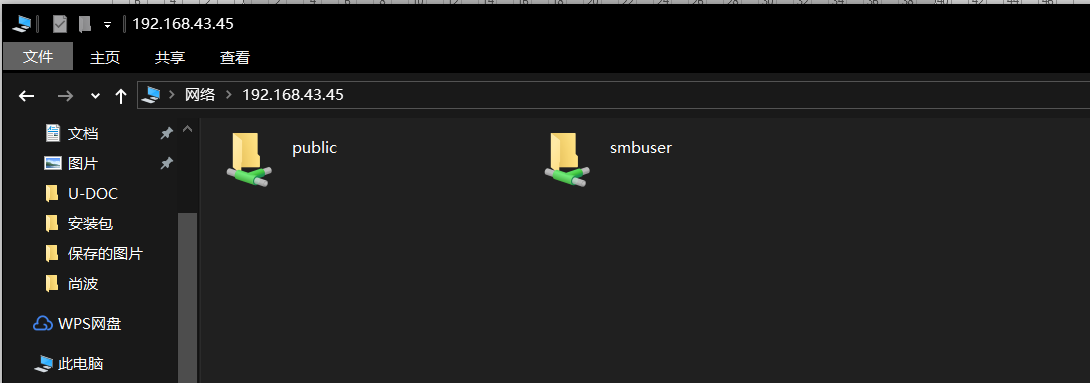 192.168.43.45
文件 主页 共享 查看
网络 192.168.43.45
文档
图片
U-DOC
安装包
保存的图片
尚波
WPS网盘
此电脑
public smbuser